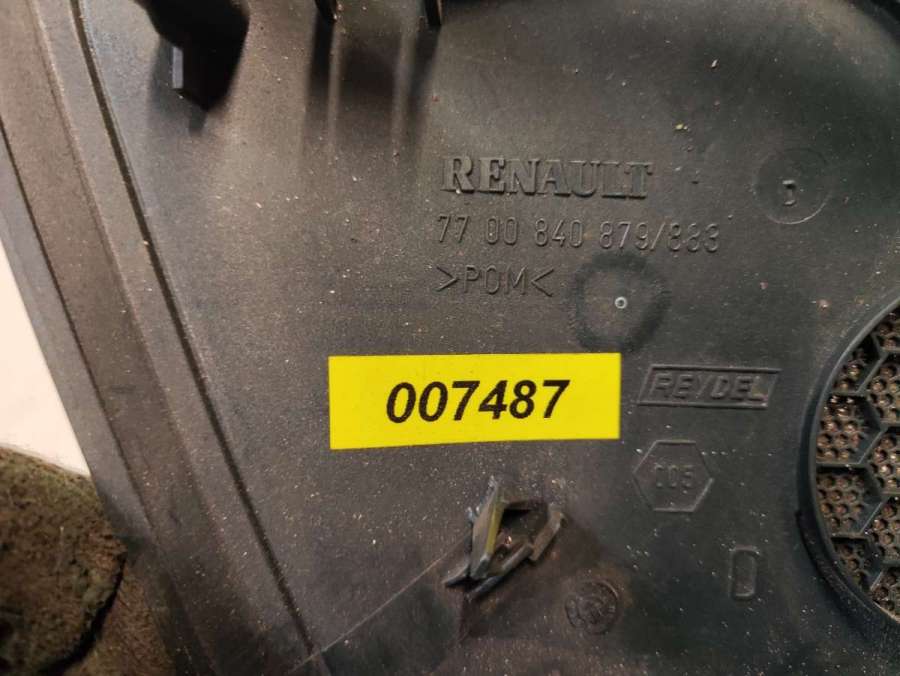 RENAULT
D
77 00 840 879/883
>POM<
007487
REYDEL
005
D